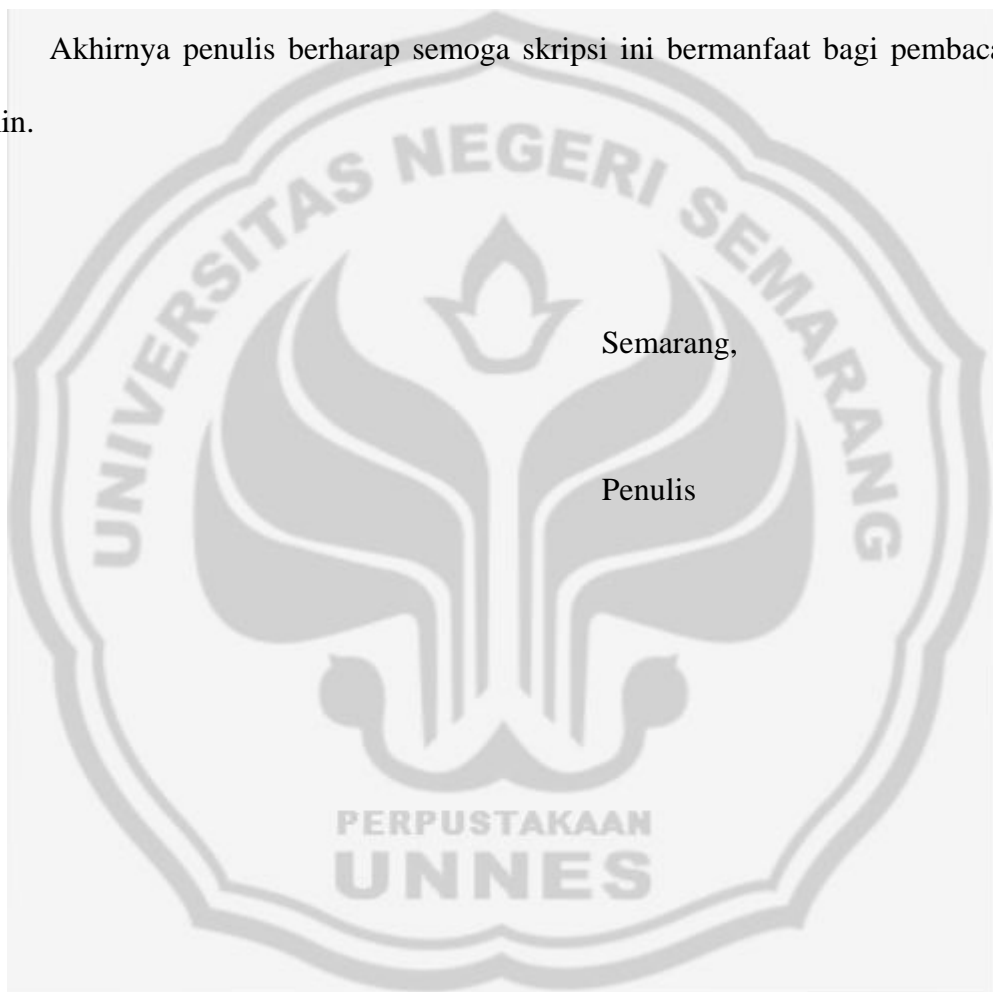 Akhirnya penulis berharap semoga skripsi ini bermanfaat bagi pembaca
in.
UNIVERSITAS NEGERI SEMARANG
Semarang,
Penulis
PERPUSTAKAAN
UNNES